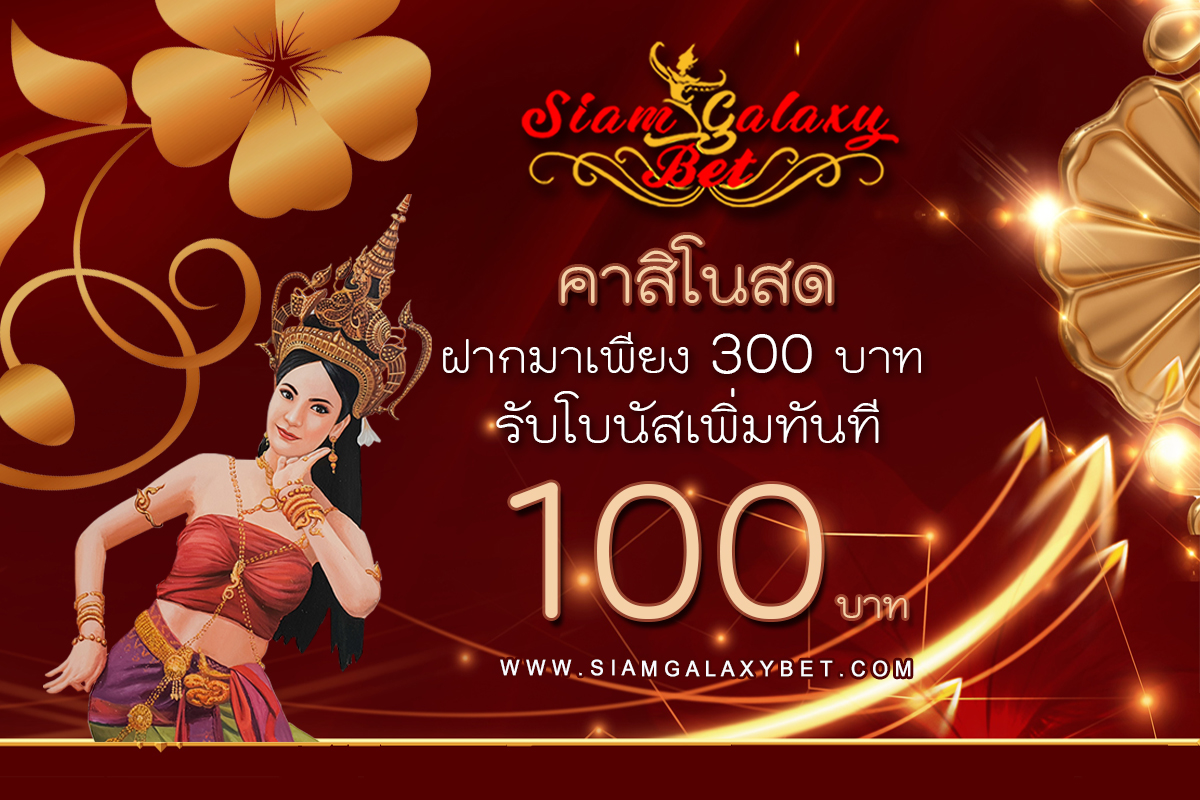 Siam Galaxy
Bet
คาสิโนสด
ฝากมาเพียง 300 บาท
รับโบนัสเพิ่มทันที
100 บาท
WWW.SIAMGALAXYBET.COM